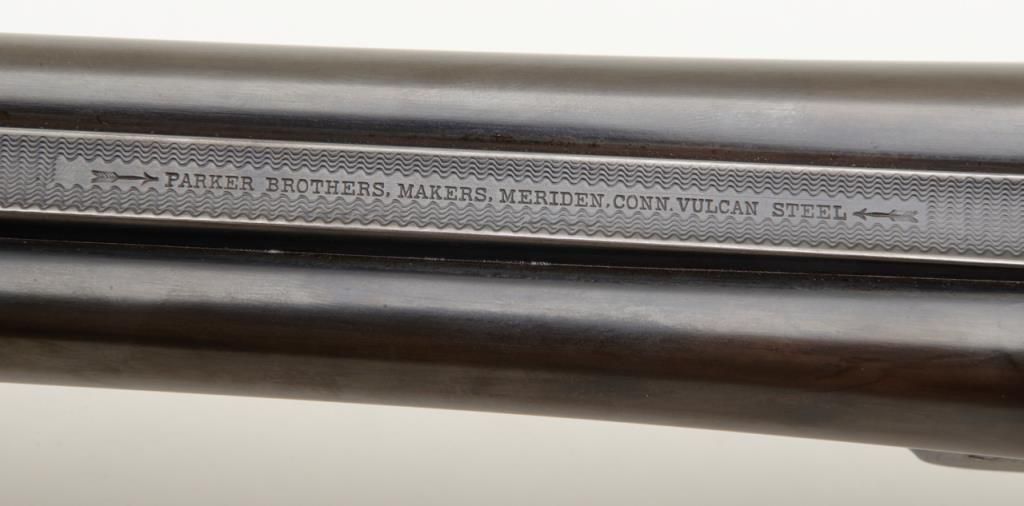 PARKER BROTHERS, MAKERS, MERIDEN, CONN. VULCAN STEEL